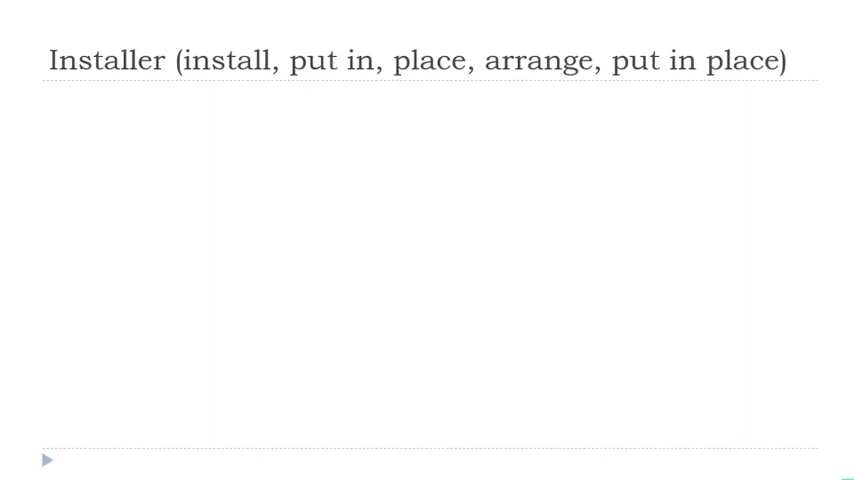 Installer (install, put in, place, arrange, put in place)